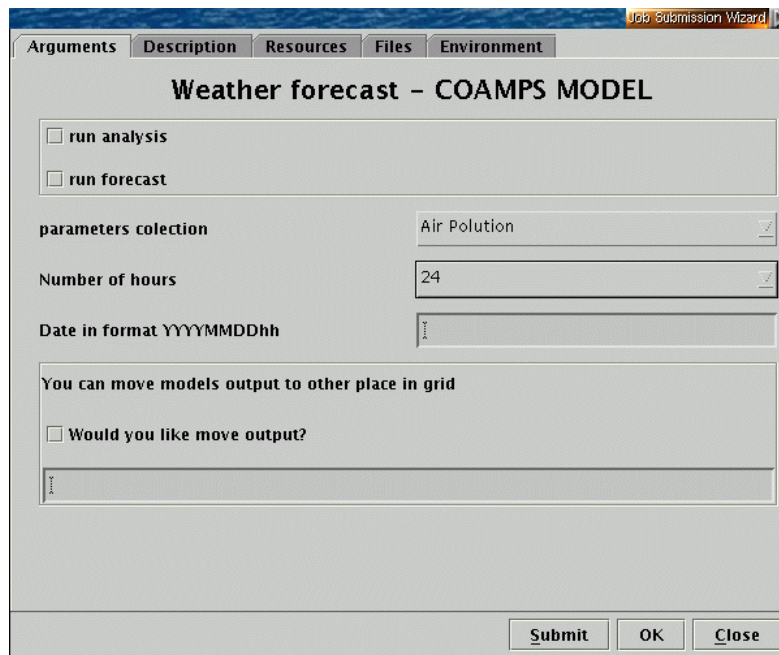 Job Submission Wizard
Arguments Description Resources Files Environment
Weather forecast - COAMPS MODEL
run analysis
run forecast
parameters colection Air Polution
Number of hours 24
Date in format YYYYMMDDhh
You can move models output to other place in grid
Would you like move output?
Submit OK Close